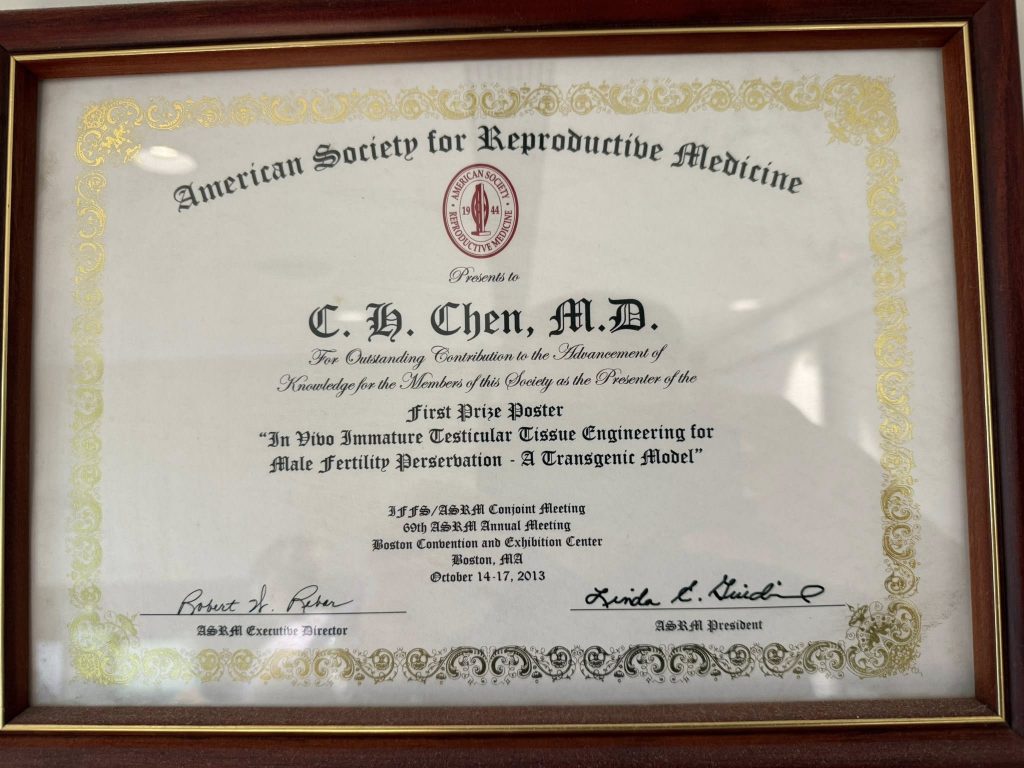 American Society for Reproductive Medicine
AMERICAN SOCIETY
1944
REPRODUCTIVE MEDICINE
Presents to
C. H. Chen, M.D.
For Outstanding Contribution to the Advancement of
Knowledge for the Members of this Society as the Presenter of the
First Prize Poster
“In Vivo Immature Testicular Tissue Engineering for
Male Fertility Perservation - A Transgenic Model”
IFFS/ASRM Conjoint Meeting
69th ASRM Annual Meeting
Boston Convention and Exhibition Center
Boston, MA
October 14-17, 2013
Robert W. Rebar
Linda C.
ASRM Executive Director
ASRM President